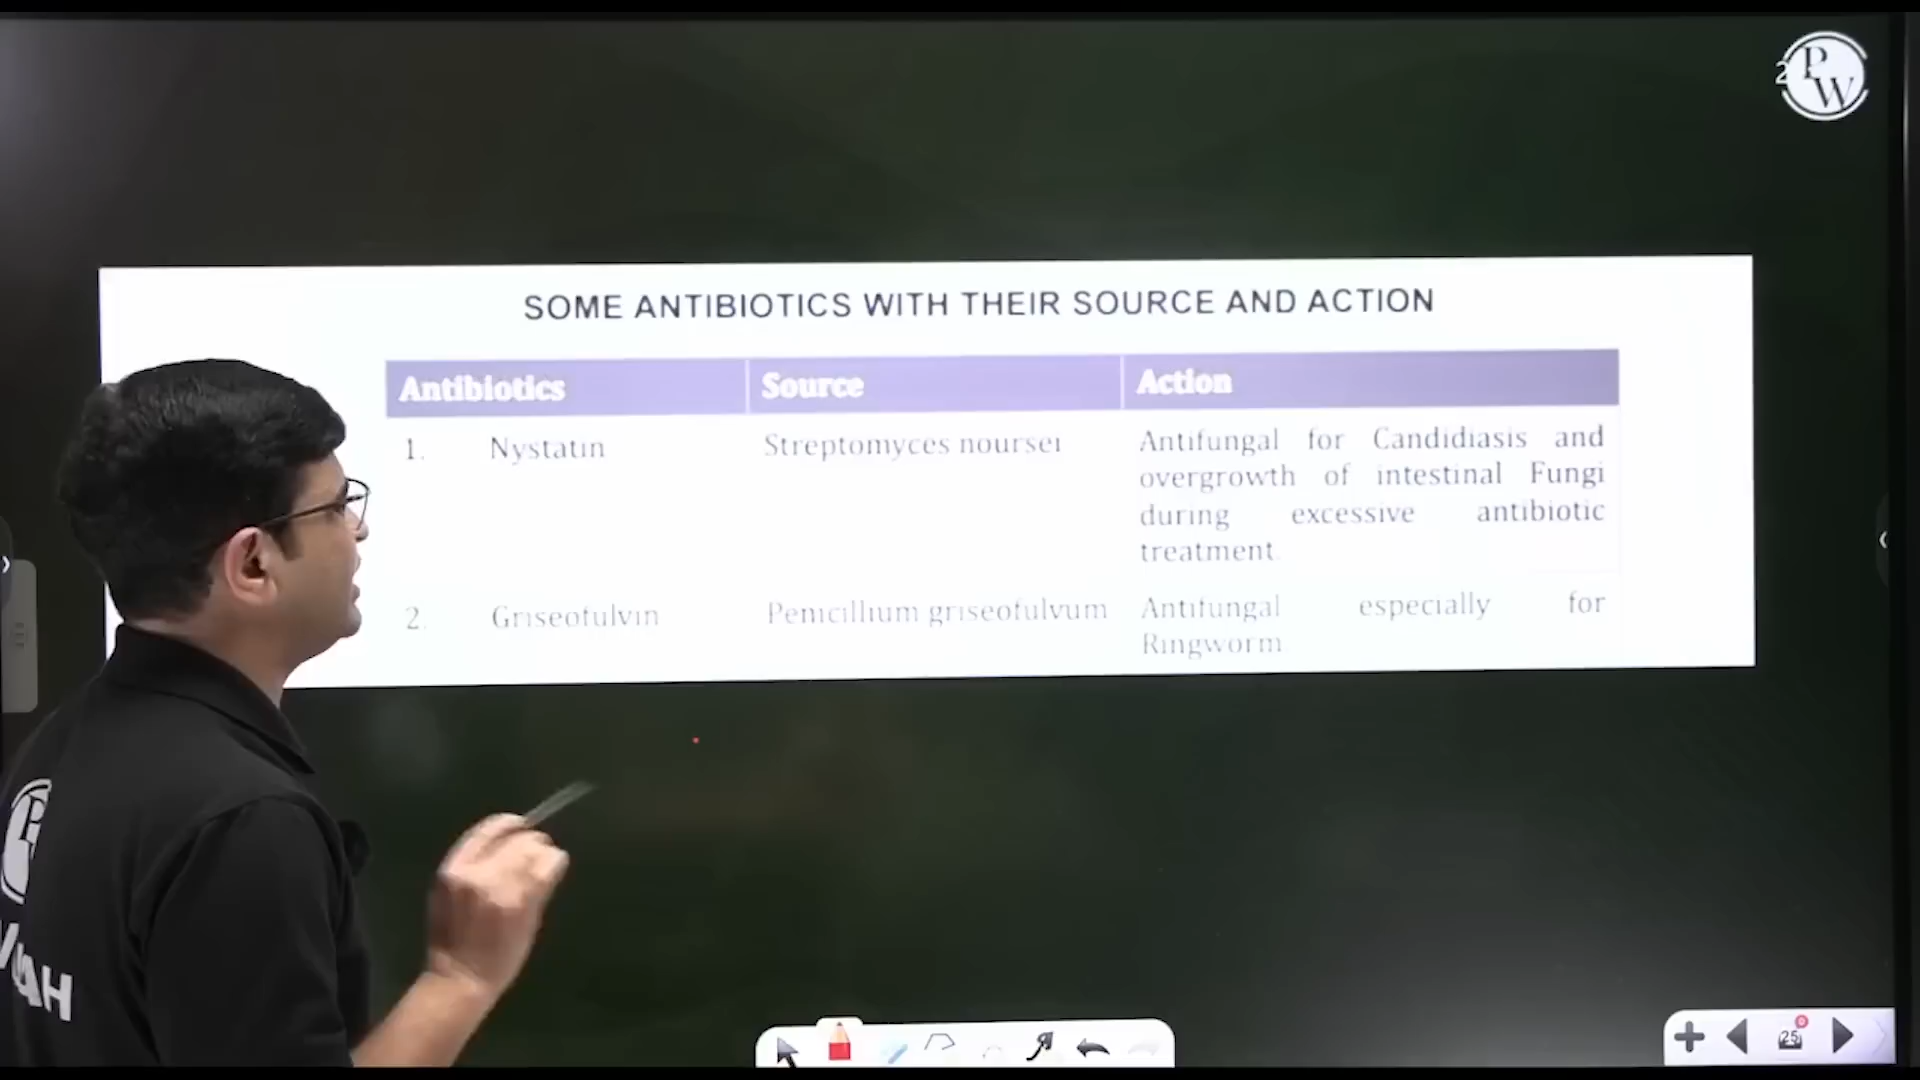 P
W
SOME ANTIBIOTICS WITH THEIR SOURCE AND ACTION
Antibiotics Source Action
1. Nystatin Streptomyces noursei Antifungal for Candidiasis and
overgrowth of intestinal Fungi
during excessive antibiotic
treatment.
2. Griseofulvin Penicillium griseofulvum Antifungal especially for
Ringworm
25